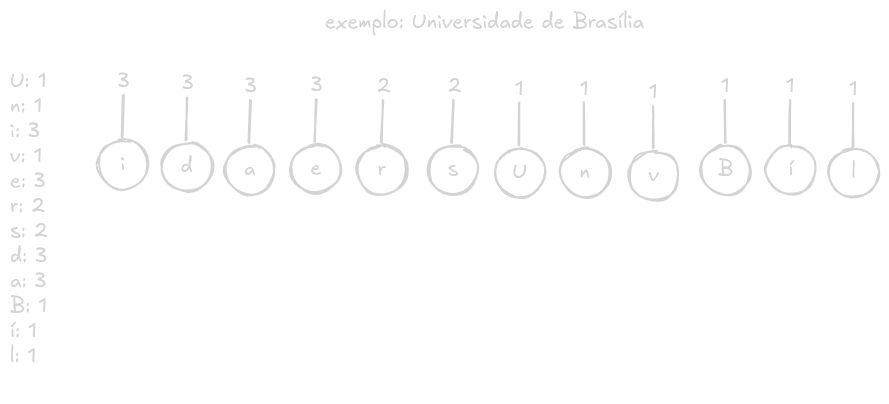 exemplo: Universidade de Brasília
U: 1
n: 1
i: 3
v: 1
e: 3
r: 2
s: 2
d: 3
a: 3
B: 1
í: 1
l: 1
3 3 3 3 2 2 1 1 1 1 1 1
i d a e r s U n v B í l